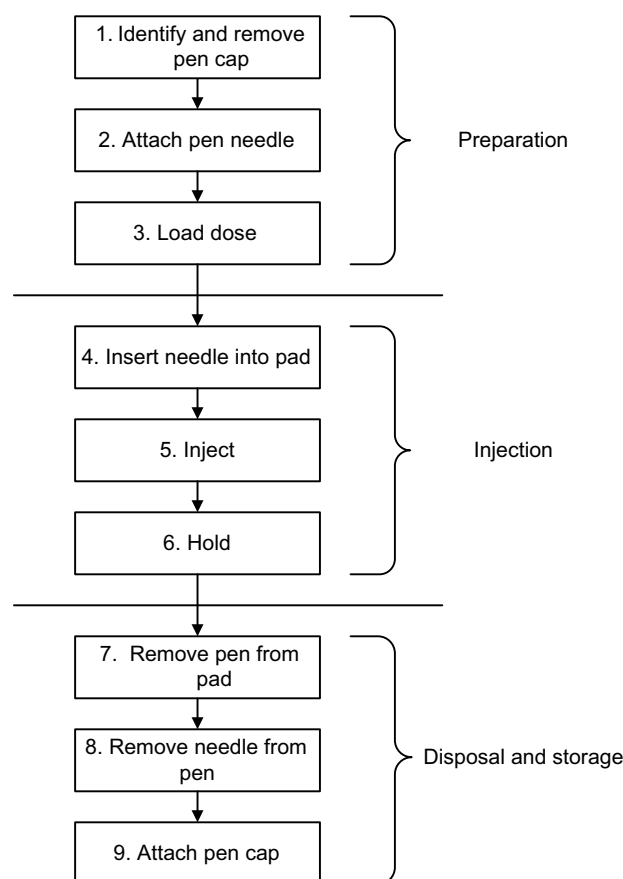 1. Identify and remove
pen cap
2. Attach pen needle
Preparation
3. Load dose
4. Insert needle into pad
5. Inject
Injection
6. Hold
7. Remove pen from
pad
8. Remove needle from
pen
Disposal and storage
9. Attach pen cap